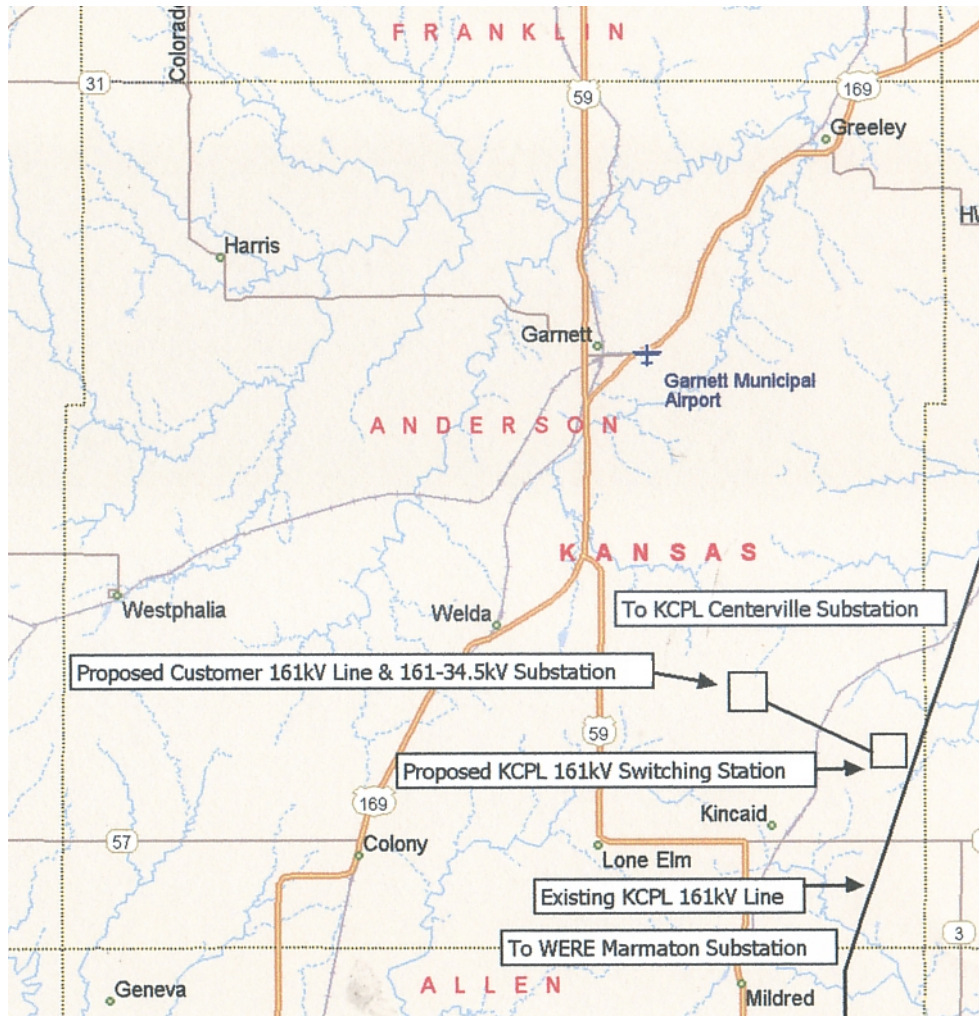 FRANKLIN
Colorado
31
59
169
Greeley
Harris
Garnett
Garnett Municipal
Airport
ANDERSON
KANSAS
Westphalia
Welda
To KCPL Centerville Substation
Proposed Customer 161kV Line & 161-34.5kV Substation
59
Proposed KCPL 161kV Switching Station
169
Kincaid
57
Colony
Lone Elm
Existing KCPL 161kV Line
3
To WERE Marmaton Substation
Geneva
ALLEN
Mildred